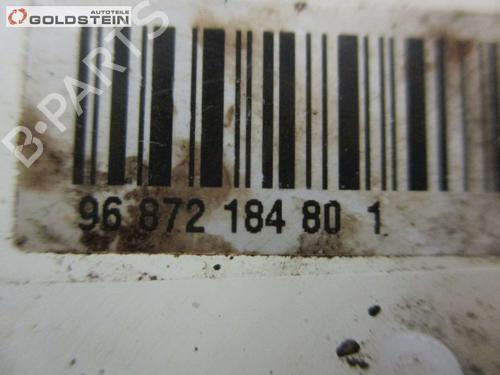 AUTOTEILE
GOLDSTEIN
B-PARTS
96 872 184 80 1